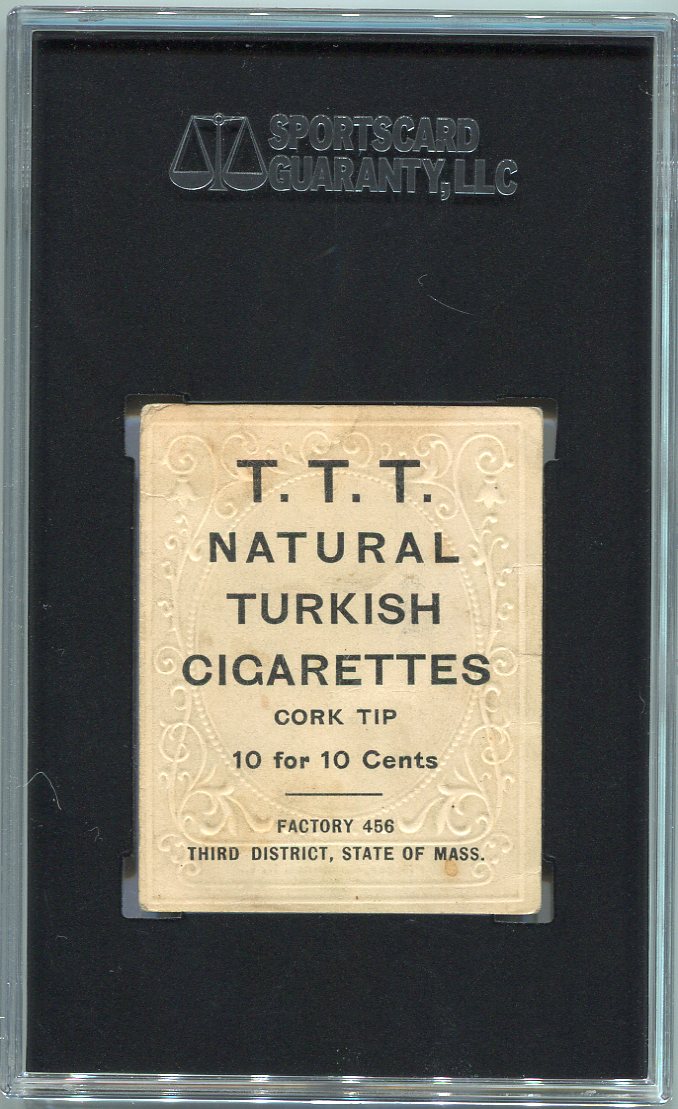 SPORTSCARD
GUARANTY, LLC
T. T. T.
NATURAL
TURKISH
CIGARETTES
CORK TIP
10 for 10 Cents
FACTORY 456
THIRD DISTRICT, STATE OF MASS.